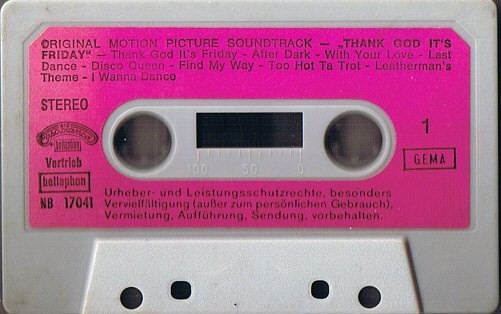 ORIGINAL MOTION PICTURE SOUNDTRACK – „THANK GOD IT'S
FRIDAY" – Thank God It's Friday - After Dark - With Your Love - Last
Dance - Disco Queen - Find My Way - Too Hot Ta Trot - Leatherman's
Theme - I Wanna Dance
STEREO
1
bellaphon
Vertrieb
bellaphon
NB 17041
GEMA
100 50 0
Urheber- und Leistungsschutzrechte, besonders
Vervielfältigung (außer zum persönlichen Gebrauch),
Vermietung, Aufführung, Sendung, vorbehalten.